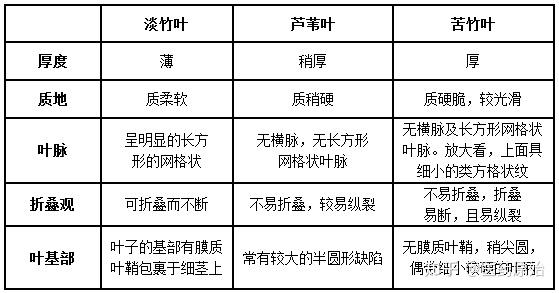 淡竹叶
芦苇叶
苦竹叶
厚度
薄
稍厚
厚
质地
质柔软
质稍硬
质硬脆，较光滑
叶脉
呈明显的长方
形的网格状
无横脉，无长方形
网格状叶脉
无横脉及长方形网格状
叶脉。放大看，上面具
细小的类方格状纹
折叠观
可折叠而不断
不易折叠，较易纵裂
不易折叠，折叠
易断，且易纵裂
叶基部
叶子的基部有膜质
叶鞘包裹于细茎上
常有较大的半圆形缺陷
无膜质叶鞘，稍尖圆，